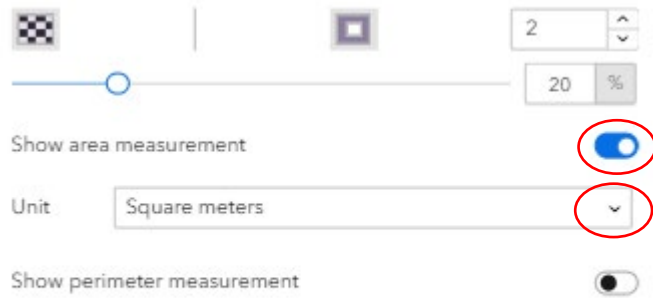 2
20 %
Show area measurement
Unit Square meters
Show perimeter measurement